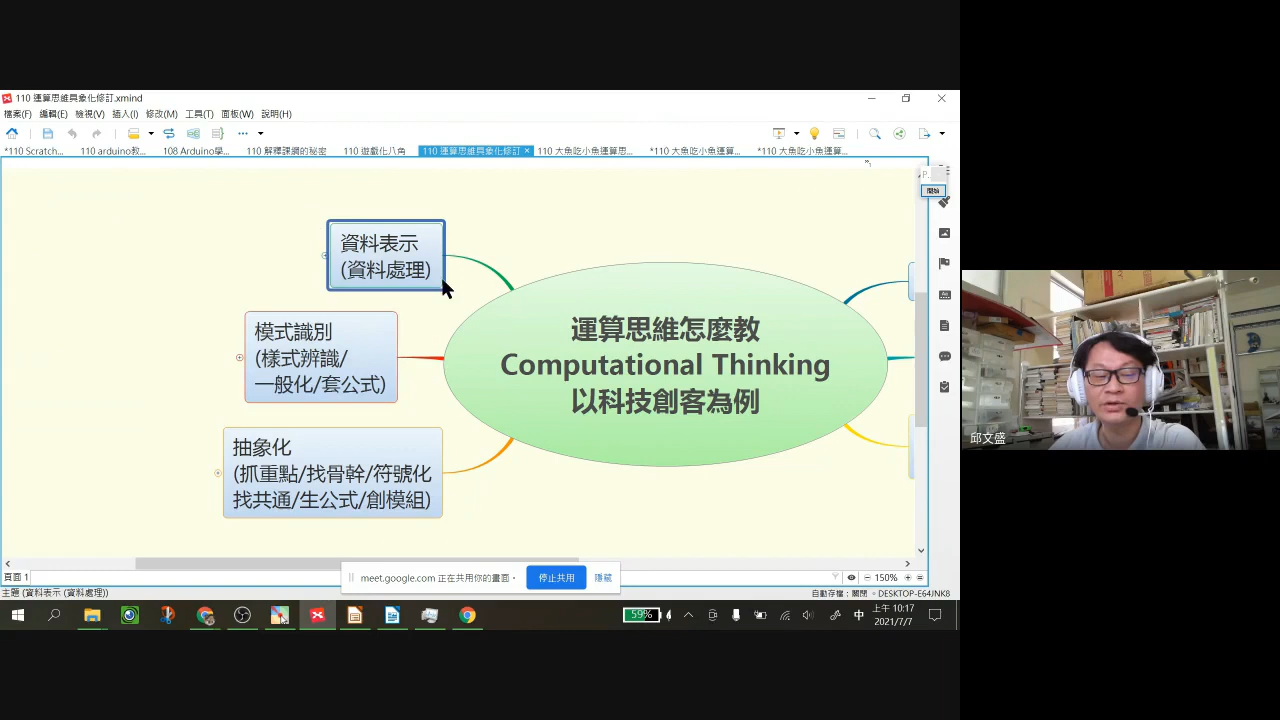 110 運算思維具象化修訂.xmind
檔案(F) 編輯(E) 檢視(V) 插入(I) 修改(M) 工具(T) 面板(W) 說明(H)
*110 Scratch... 110 arduino教... 108 Arduino學... 110 解釋課綱的秘密 110 遊戲化八角 110 運算思維具象化修訂 110 大魚吃小魚運算思... *110 大魚吃小魚運算... *110 大魚吃小魚運算...
開始
資料表示
(資料處理)
模式識別
(樣式辨識/
一般化/套公式)
抽象化
(抓重點/找骨幹/符號化
找共通/生公式/創模組)
運算思維怎麼教
Computational Thinking
以科技創客為例
邱文盛
meet.google.com 正在共用你的畫面。 停止共用 隱藏
頁面 1
150%
主題 (資料表示 (資料處理))
自動存檔：關閉
DESKTOP-E64JNK8
59%
中
上午 10:17
2021/7/7